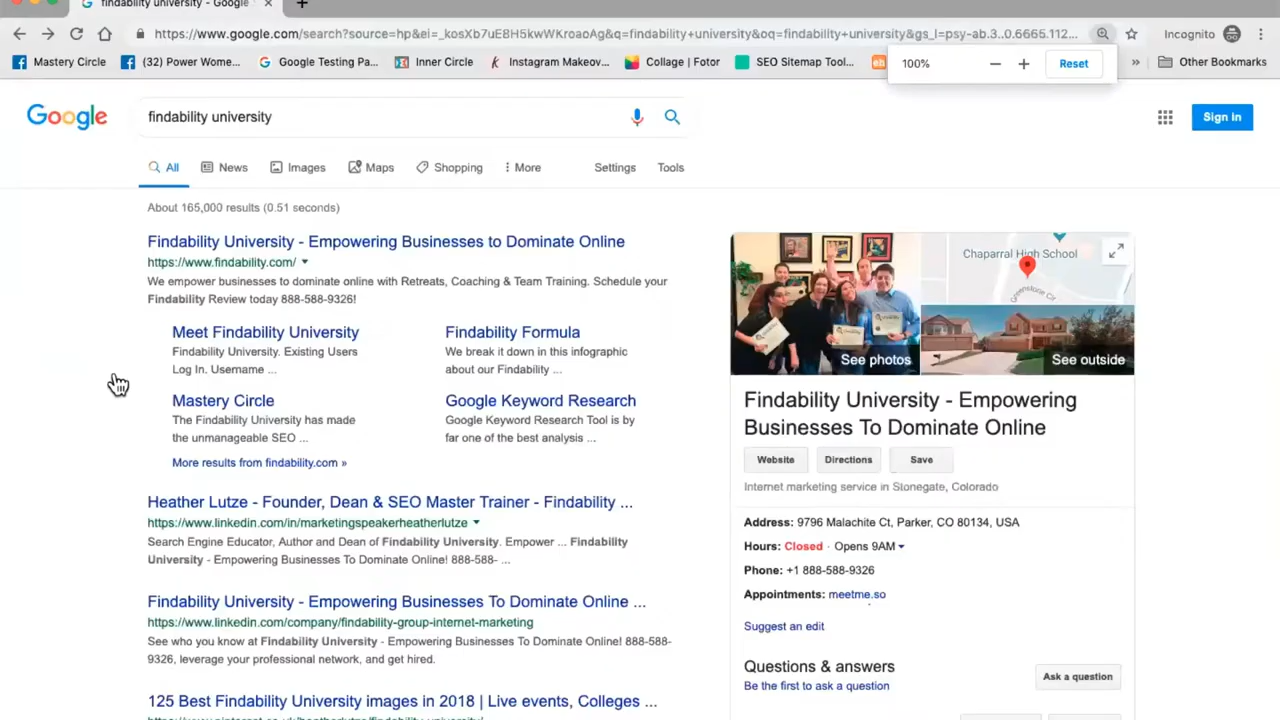 findability university - Google
https://www.google.com/search?source=hp&ei=_kosXb7uE8H5kwWKroaoAg&q=findability+university&oq=findability+university&gs_l=psy-ab.3..0.6665.112...
Incognito
Mastery Circle
(32) Power Wome...
Google Testing Pa...
Inner Circle
Instagram Makeov...
Collage | Fotor
SEO Sitemap Tool...
eh
100%
Reset
»
Other Bookmarks
Google
findability university
Sign in
All
News
Images
Maps
Shopping
More
Settings
Tools
About 165,000 results (0.51 seconds)
Findability University - Empowering Businesses to Dominate Online
https://www.findability.com/
We empower businesses to dominate online with Retreats, Coaching & Team Training. Schedule your
Findability Review today 888-588-9326!
Meet Findability University
Findability University. Existing Users
Log In. Username ...
Findability Formula
We break it down in this infographic
about our Findability ...
Mastery Circle
The Findability University has made
the unmanageable SEO ...
Google Keyword Research
Google Keyword Research Tool is by
far one of the best analysis ...
More results from findability.com »
Heather Lutze - Founder, Dean & SEO Master Trainer - Findability ...
https://www.linkedin.com/in/marketingspeakerheatherlutze
Search Engine Educator, Author and Dean of Findability University. Empower ... Findability
University - Empowering Businesses To Dominate Online! 888-588- ...
Findability University - Empowering Businesses To Dominate Online ...
https://www.linkedin.com/company/findability-group-internet-marketing
See who you know at Findability University - Empowering Businesses To Dominate Online! 888-588-
9326, leverage your professional network, and get hired.
125 Best Findability University images in 2018 | Live events, Colleges ...
Chaparral High School
Greenstone Cir
See photos
See outside
Findability University - Empowering
Businesses To Dominate Online
Website
Directions
Save
Internet marketing service in Stonegate, Colorado
Address: 9796 Malachite Ct, Parker, CO 80134, USA
Hours: Closed · Opens 9AM
Phone: +1 888-588-9326
Appointments: meetme.so
Suggest an edit
Questions & answers
Be the first to ask a question
Ask a question